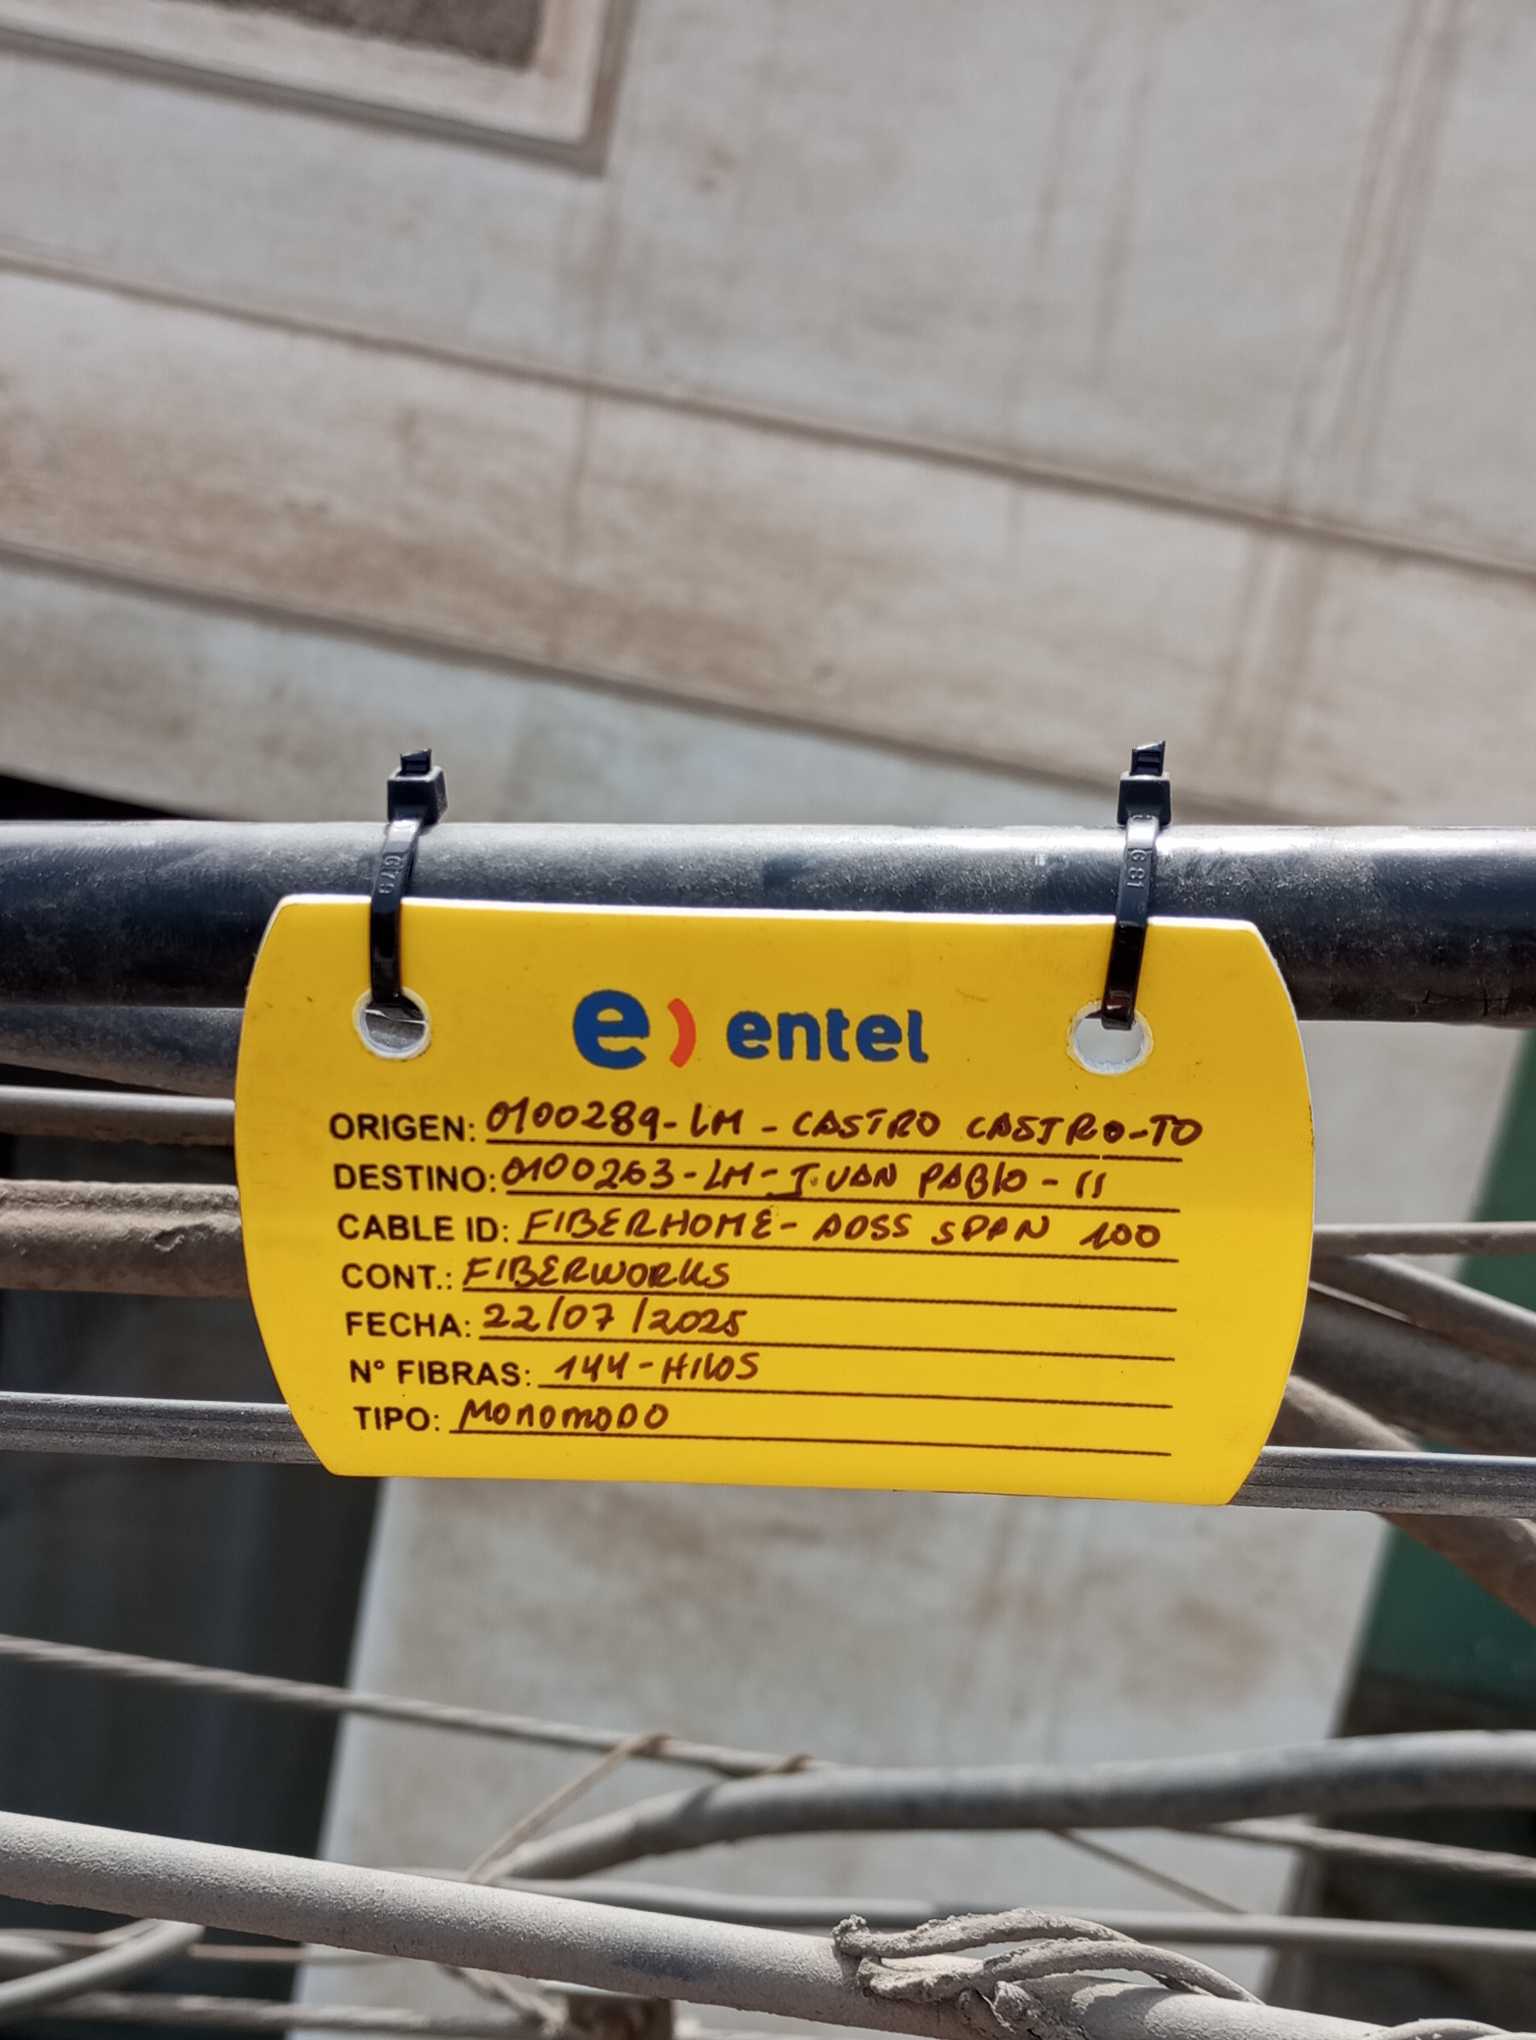 e) entel
ORIGEN: 0100289-LM-CASTRO CASTRO-TO
DESTINO: 0100263-LM-JUAN PABLO-II
CABLE ID: FIBERHOME-ADSS SPAN 100
CONT.: FIBERWORKS
FECHA: 22/07/2025
N° FIBRAS: 144-HILOS
TIPO: MONOMODO